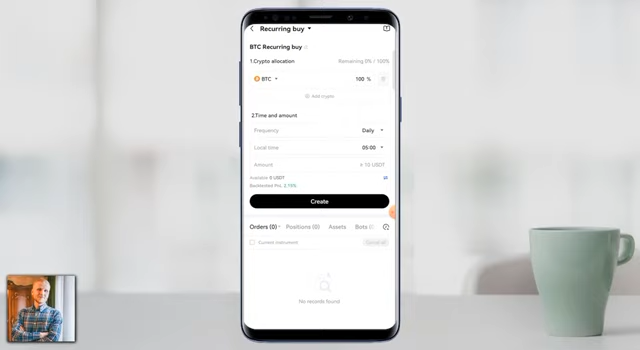 Recurring buy
BTC Recurring buy
1.Crypto allocation Remaining 0% / 100%
BTC 100 %
Add crypto
2.Time and amount
Frequency Daily
Local time 05:00
Amount ≥ 10 USDT
Available 0 USDT
Backtested PnL
Create
Orders (0) Positions (0) Assets Bots (
Current instrument Cancel all
No records found